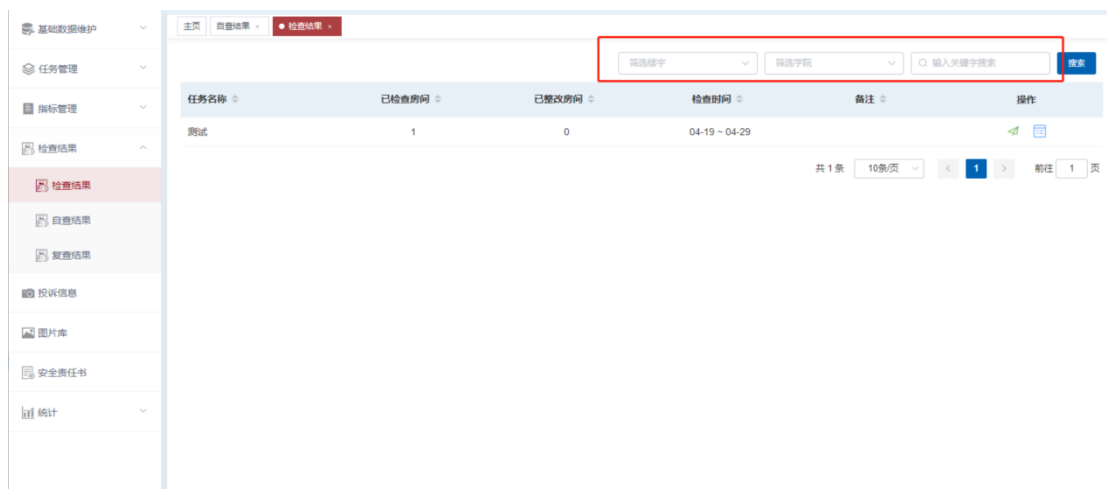 基础数据维护
主页 自查结果 × 检查结果 ×
任务管理
筛选楼宇 筛选学院 输入关键字搜索 搜索
指标管理
任务名称 已检查房间 已整改房间 检查时间 备注 操作
测试 1 0 04-19 ~ 04-29
检查结果
共 1 条 10条/页 < 1 > 前往 1 页
检查结果
自查结果
复查结果
投诉信息
图片库
安全责任书
统计